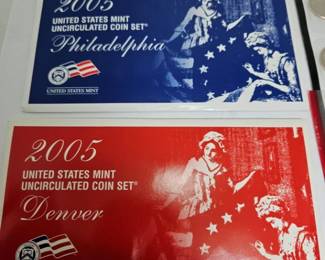 2005
UNITED STATES MINT
UNCIRCULATED COIN SET®
Philadelphia
UNITED STATES MINT
2005
UNITED STATES MINT
UNCIRCULATED COIN SET®
Denver